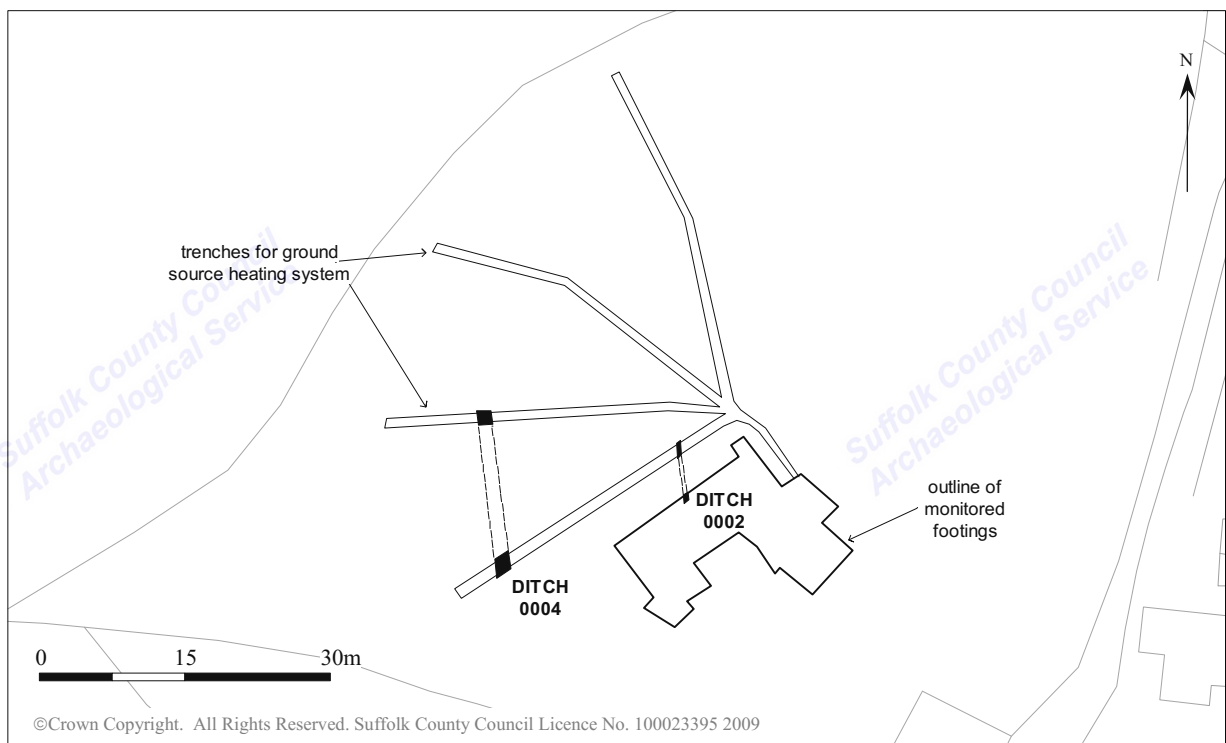 N
trenches for ground
source heating system
Suffolk County Council
Archaeological Service
Suffolk County Council
Archaeological Service
outline of
monitored
footings
DITCH
0002
DITCH
0004
0 15 30m
©Crown Copyright. All Rights Reserved. Suffolk County Council Licence No. 100023395 2009